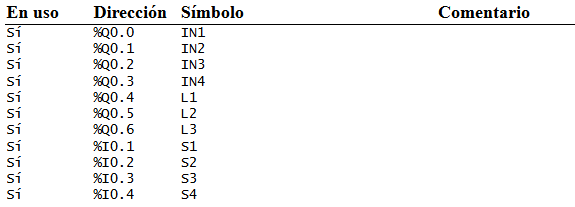 En uso Dirección Símbolo Comentario
Sí %Q0.0 IN1
Sí %Q0.1 IN2
Sí %Q0.2 IN3
Sí %Q0.3 IN4
Sí %Q0.4 L1
Sí %Q0.5 L2
Sí %Q0.6 L3
Sí %I0.1 S1
Sí %I0.2 S2
Sí %I0.3 S3
Sí %I0.4 S4